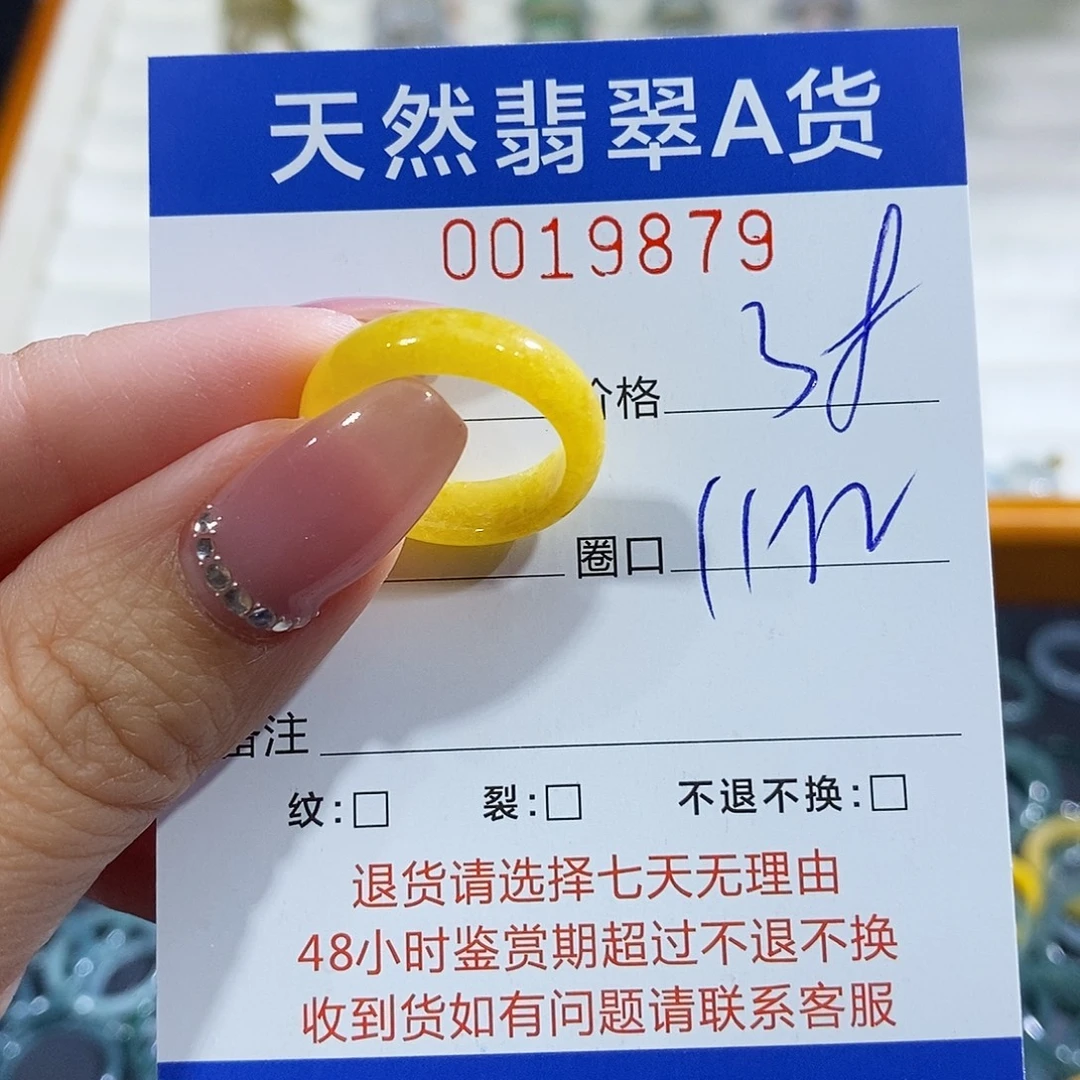 天然翡翠A货
0019879
价格 38
圈口 11
备注
纹:□ 裂:□ 不退不换:□
退货请选择七天无理由
48小时鉴赏期超过不退不换
收到货如有问题请联系客服